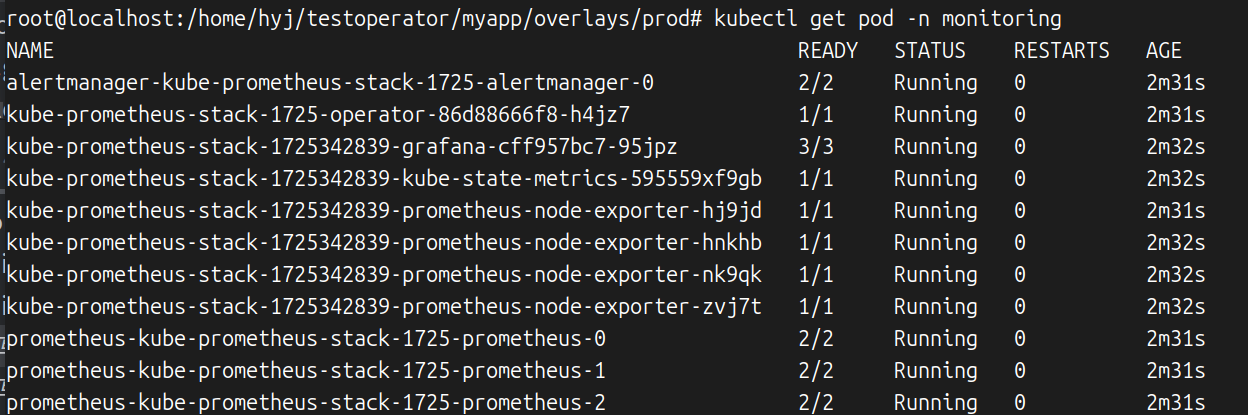 root@localhost:/home/hyj/testoperator/myapp/overlays/prod# kubectl get pod -n monitoring
NAME READY STATUS RESTARTS AGE
alertmanager-kube-prometheus-stack-1725-alertmanager-0 2/2 Running 0 2m31s
kube-prometheus-stack-1725-operator-86d88666f8-h4jz7 1/1 Running 0 2m31s
kube-prometheus-stack-1725342839-grafana-cff957bc7-95jpz 3/3 Running 0 2m32s
kube-prometheus-stack-1725342839-kube-state-metrics-595559xf9gb 1/1 Running 0 2m32s
kube-prometheus-stack-1725342839-prometheus-node-exporter-hj9jd 1/1 Running 0 2m31s
kube-prometheus-stack-1725342839-prometheus-node-exporter-hnkhb 1/1 Running 0 2m32s
kube-prometheus-stack-1725342839-prometheus-node-exporter-nk9qk 1/1 Running 0 2m32s
kube-prometheus-stack-1725342839-prometheus-node-exporter-zvj7t 1/1 Running 0 2m32s
prometheus-kube-prometheus-stack-1725-prometheus-0 2/2 Running 0 2m31s
prometheus-kube-prometheus-stack-1725-prometheus-1 2/2 Running 0 2m31s
prometheus-kube-prometheus-stack-1725-prometheus-2 2/2 Running 0 2m31s